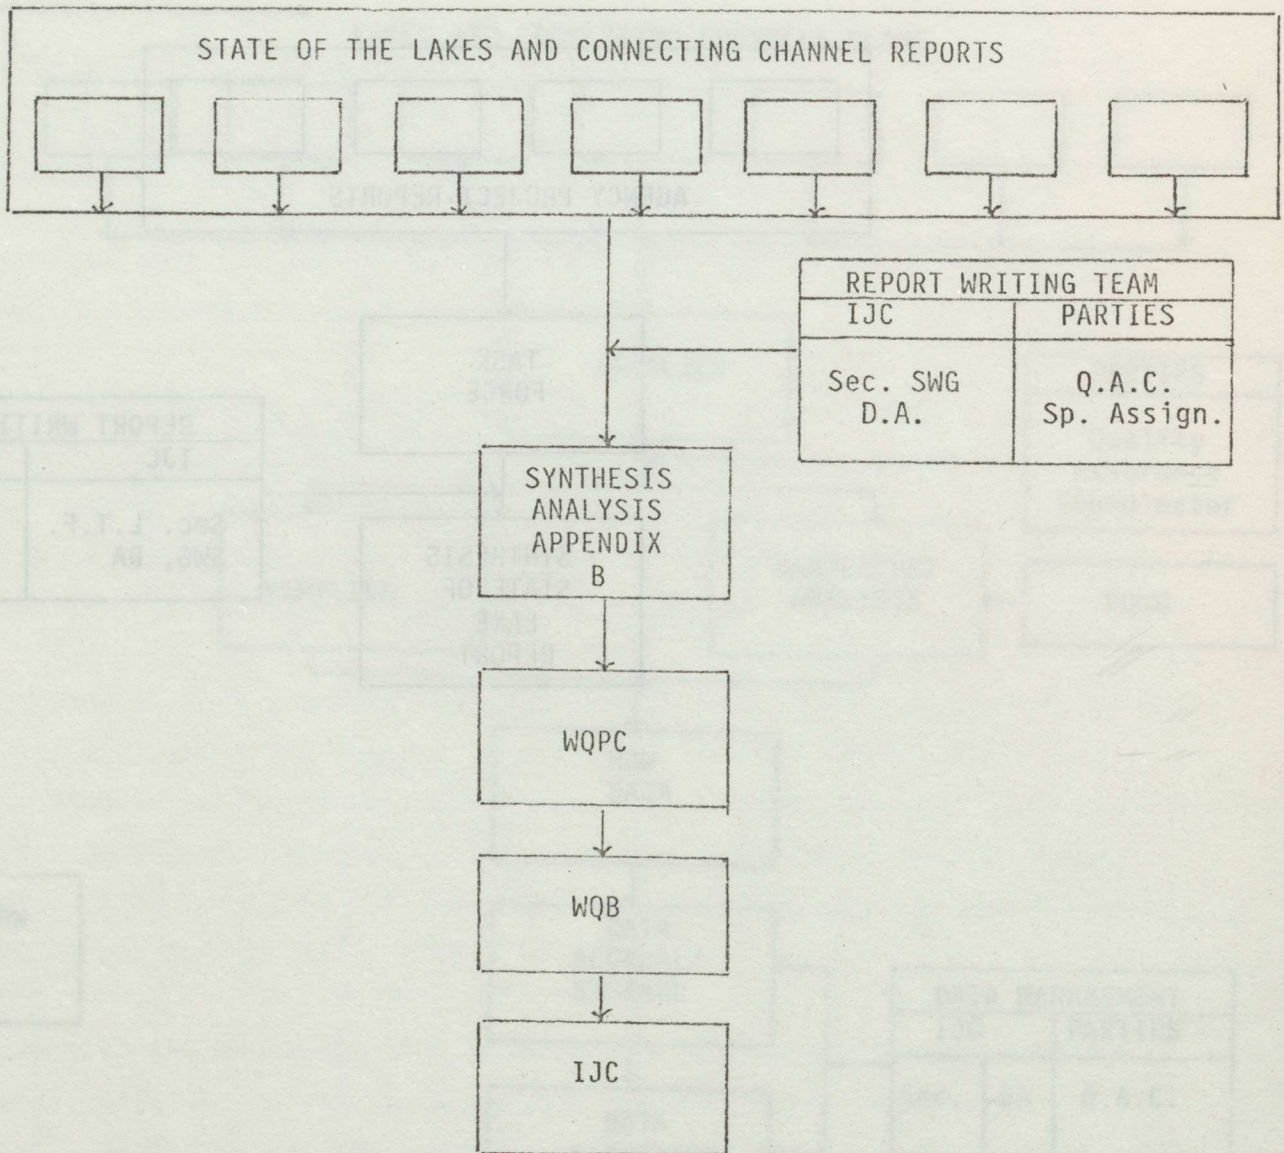 STATE OF THE LAKES AND CONNECTING CHANNEL REPORTS
REPORT WRITING TEAM
IJC PARTIES
Sec. SWG Q.A.C.
D.A. Sp. Assign.
SYNTHESIS
ANALYSIS
APPENDIX
B
WQPC
WQB
IJC